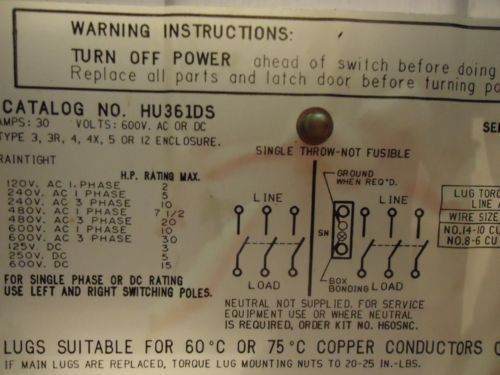 WARNING INSTRUCTIONS:
TURN OFF POWER ahead of switch before doing
Replace all parts and latch door before turning po
CATALOG NO. HU361DS
AMPS: 30 VOLTS: 600V. AC OR DC
TYPE 3, 3R, 4, 4X, 5 OR 12 ENCLOSURE.
RAINTIGHT
SER
SINGLE THROW-NOT FUSIBLE
H.P. RATING MAX.
120V. AC 1 PHASE 2
240V. AC 1 PHASE 5
240V. AC 3 PHASE 10
480V. AC 1 PHASE 7 1/2
480V. AC 3 PHASE 20
600V. AC 1 PHASE 10
600V. AC 3 PHASE 30
125V. DC 3
250V. DC 5
600V. DC 15
FOR SINGLE PHASE OR DC RATING
USE LEFT AND RIGHT SWITCHING POLES.
GROUND
WHEN REQ'D.
LINE
LINE
SN
LOAD
BOX
BONDING
LOAD
LUG TORQ
LINE A
WIRE SIZE
NO.14-10 CU
NO.8-6 CU
NEUTRAL NOT SUPPLIED. FOR SERVICE
EQUIPMENT USE OR WHERE NEUTRAL
IS REQUIRED, ORDER KIT NO. H60SNC.
LUGS SUITABLE FOR 60°C OR 75°C COPPER CONDUCTORS O
IF MAIN LUGS ARE REPLACED, TORQUE LUG MOUNTING NUTS TO 20-25 IN.-LBS.